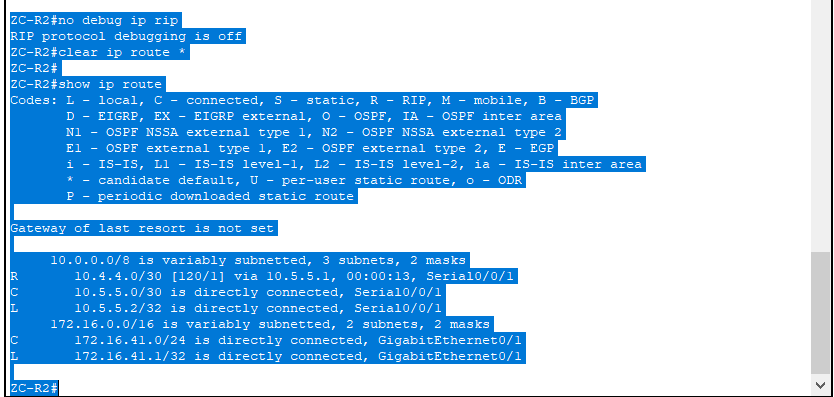 ZC-R2#no debug ip rip
RIP protocol debugging is off
ZC-R2#clear ip route *
ZC-R2#
ZC-R2#show ip route
Codes: L - local, C - connected, S - static, R - RIP, M - mobile, B - BGP
       D - EIGRP, EX - EIGRP external, O - OSPF, IA - OSPF inter area
       N1 - OSPF NSSA external type 1, N2 - OSPF NSSA external type 2
       E1 - OSPF external type 1, E2 - OSPF external type 2, E - EGP
       i - IS-IS, L1 - IS-IS level-1, L2 - IS-IS level-2, ia - IS-IS inter area
       * - candidate default, U - per-user static route, o - ODR
       P - periodic downloaded static route
Gateway of last resort is not set
     10.0.0.0/8 is variably subnetted, 3 subnets, 2 masks
R       10.4.4.0/30 [120/1] via 10.5.5.1, 00:00:13, Serial0/0/1
C       10.5.5.0/30 is directly connected, Serial0/0/1
L       10.5.5.2/32 is directly connected, Serial0/0/1
     172.16.0.0/16 is variably subnetted, 2 subnets, 2 masks
C       172.16.41.0/24 is directly connected, GigabitEthernet0/1
L       172.16.41.1/32 is directly connected, GigabitEthernet0/1
ZC-R2#